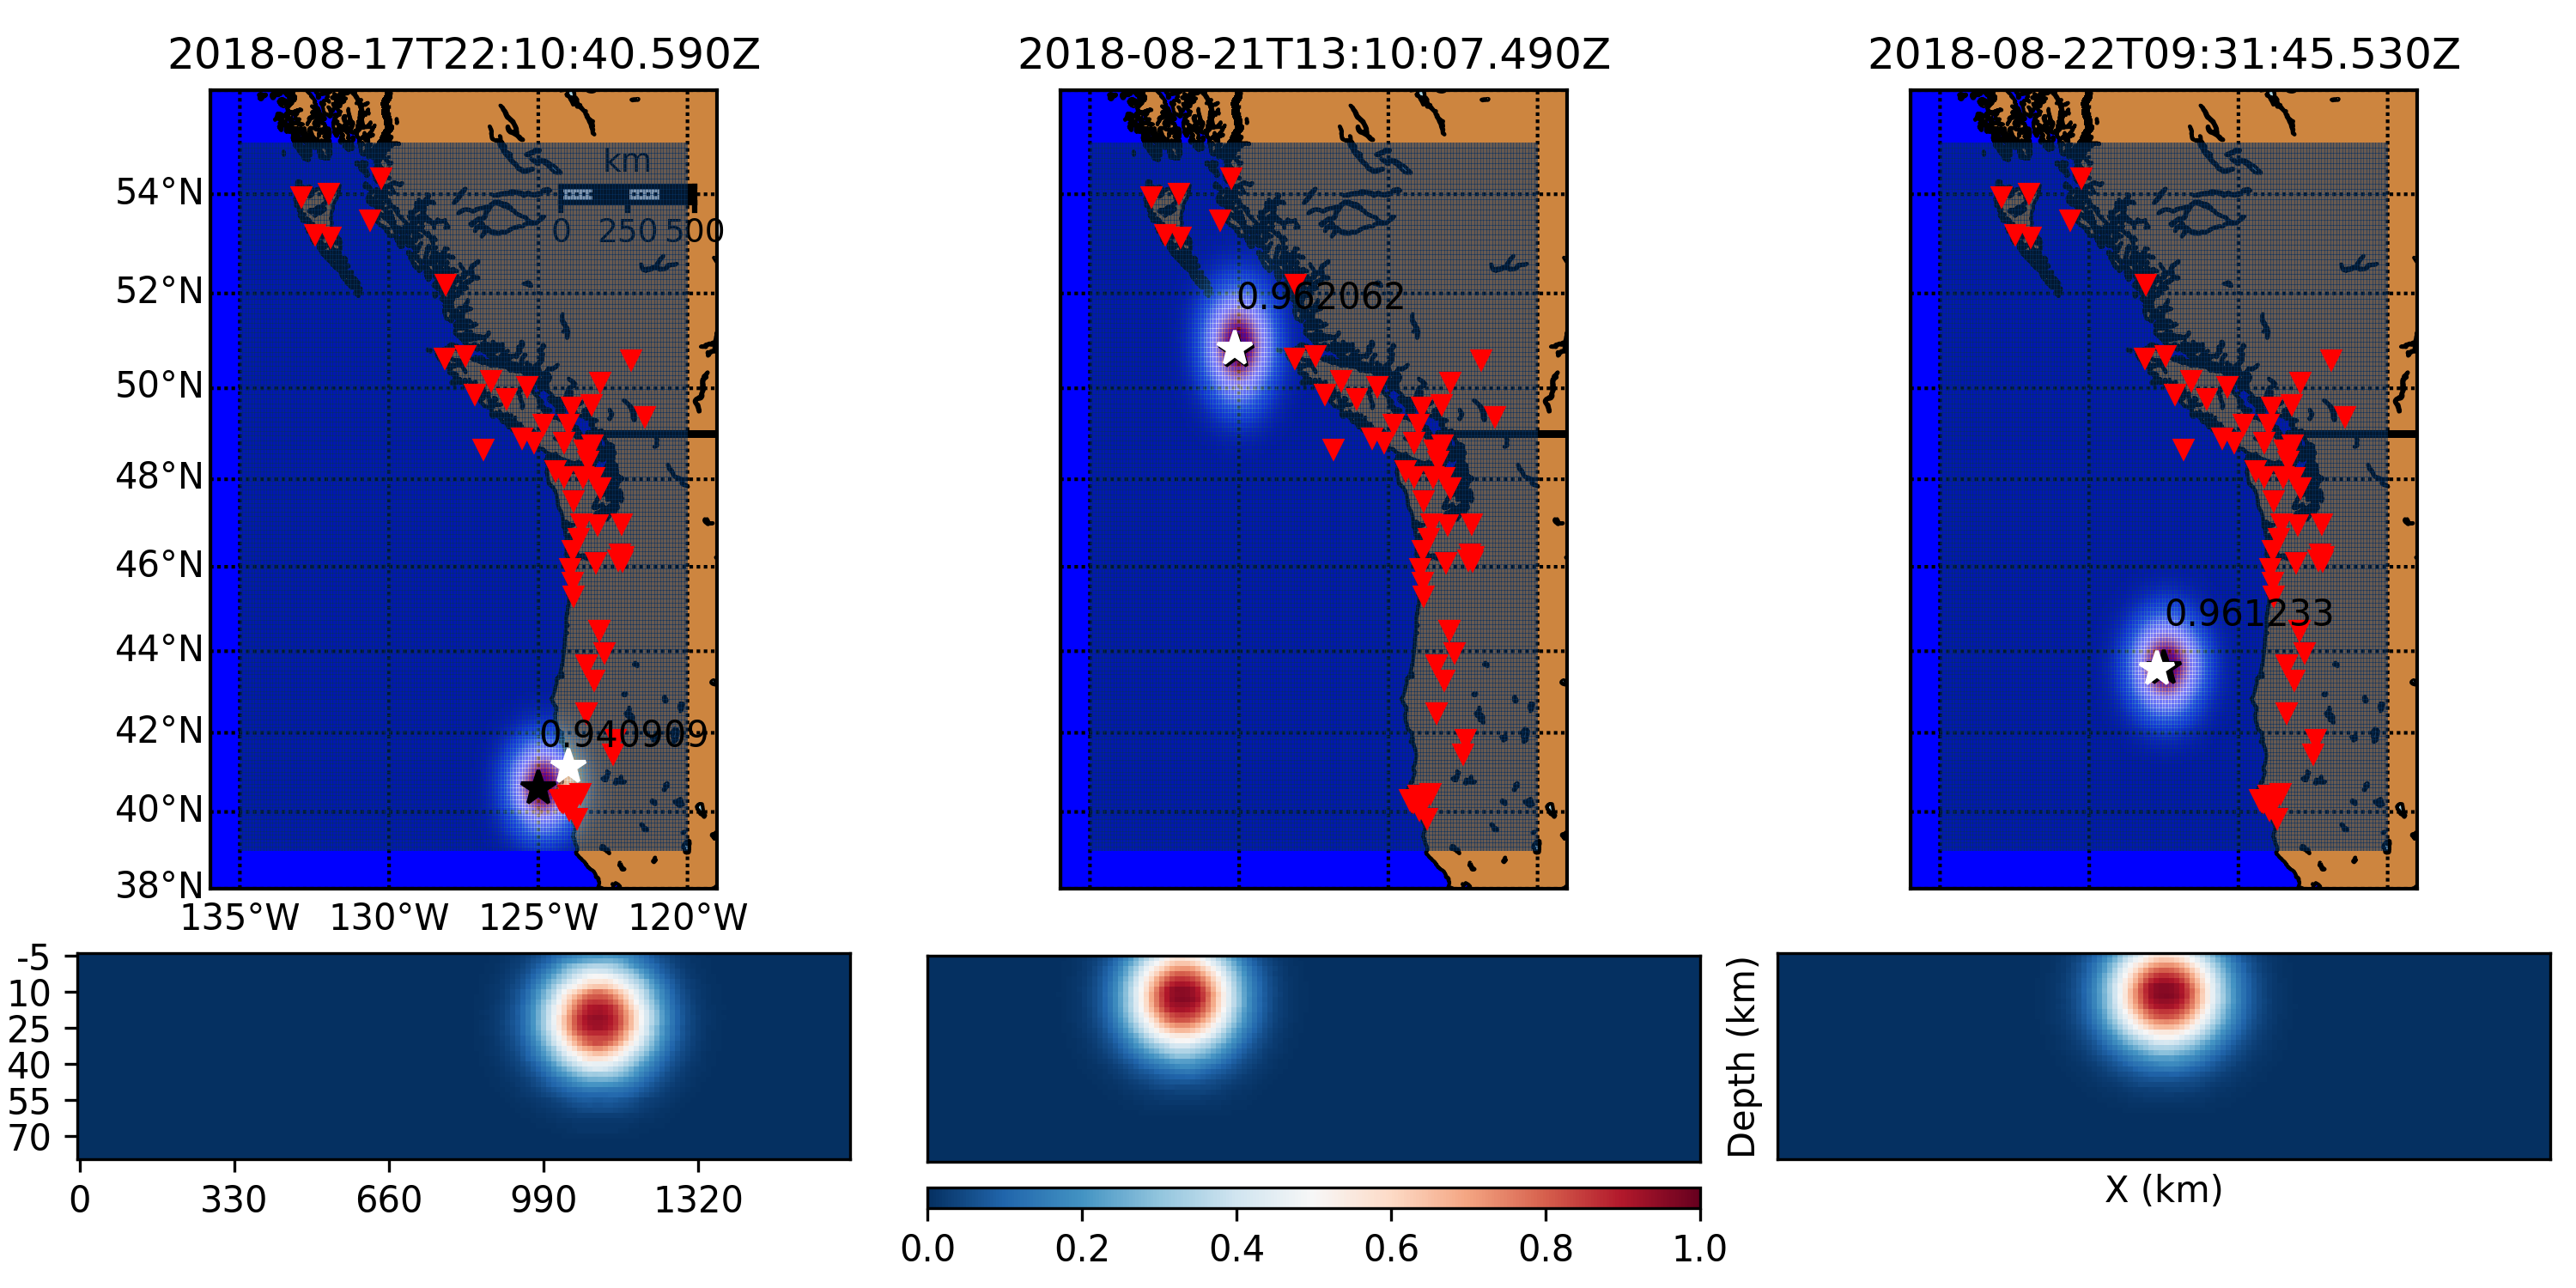 2018-08-17T22:10:40.590Z
2018-08-21T13:10:07.490Z
2018-08-22T09:31:45.530Z
km
0 250 500
54°N
52°N
50°N
48°N
46°N
44°N
42°N
40°N
38°N
135°W 130°W 125°W 120°W
0.940909
0.962062
0.961233
-5
10
25
40
55
70
0 330 660 990 1320
0.0 0.2 0.4 0.6 0.8 1.0
Depth (km)
X (km)